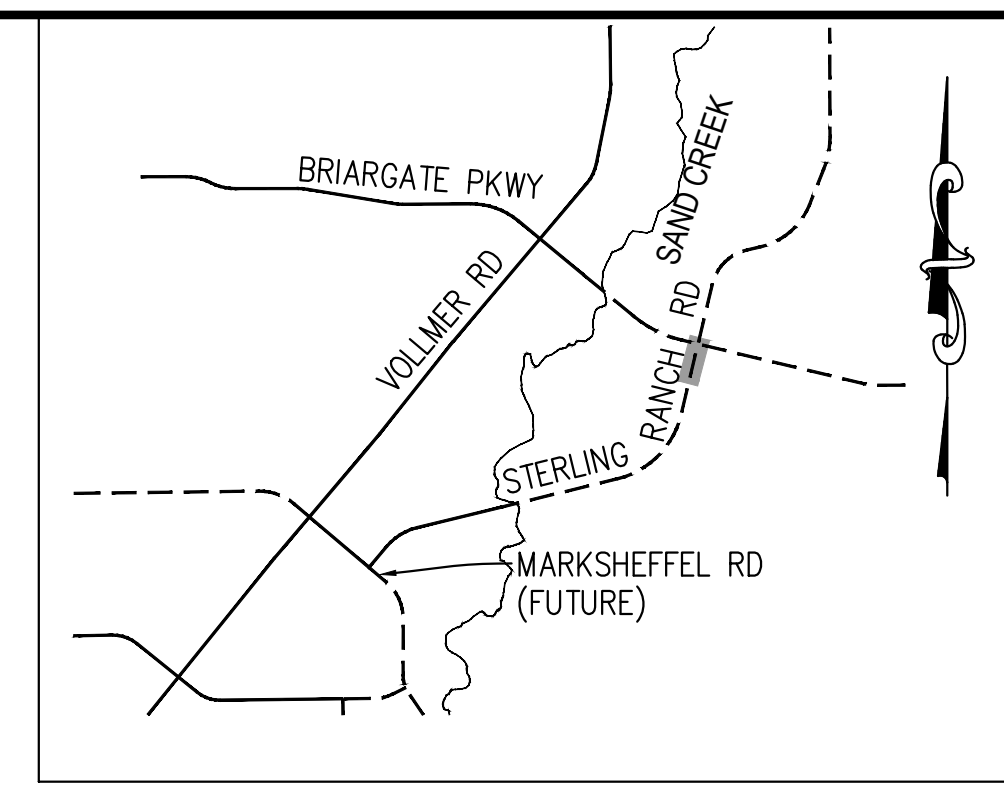 BRIARGATE PKWY
SAND CREEK
VOLLMER RD
STERLING RANCH RD
MARKSHEFFEL RD
(FUTURE)